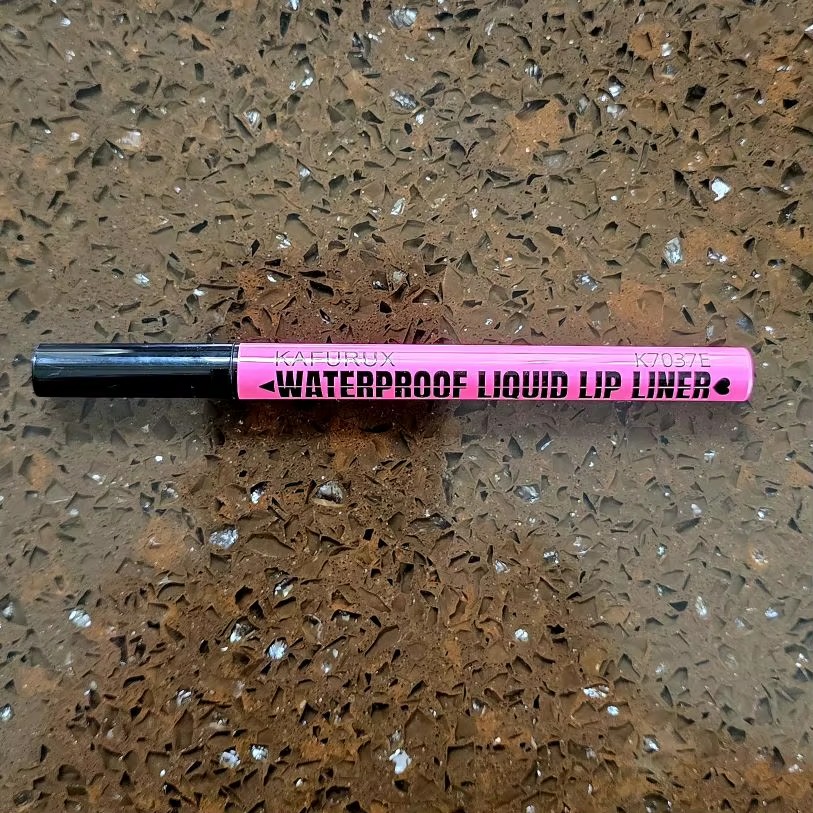 KAFURUX K7037E
WATERPROOF LIQUID LIP LINER